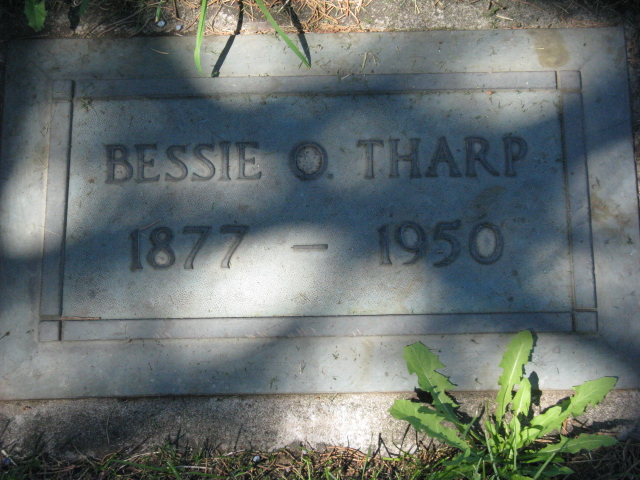 BESSIE O. THARP
1877 – 1950